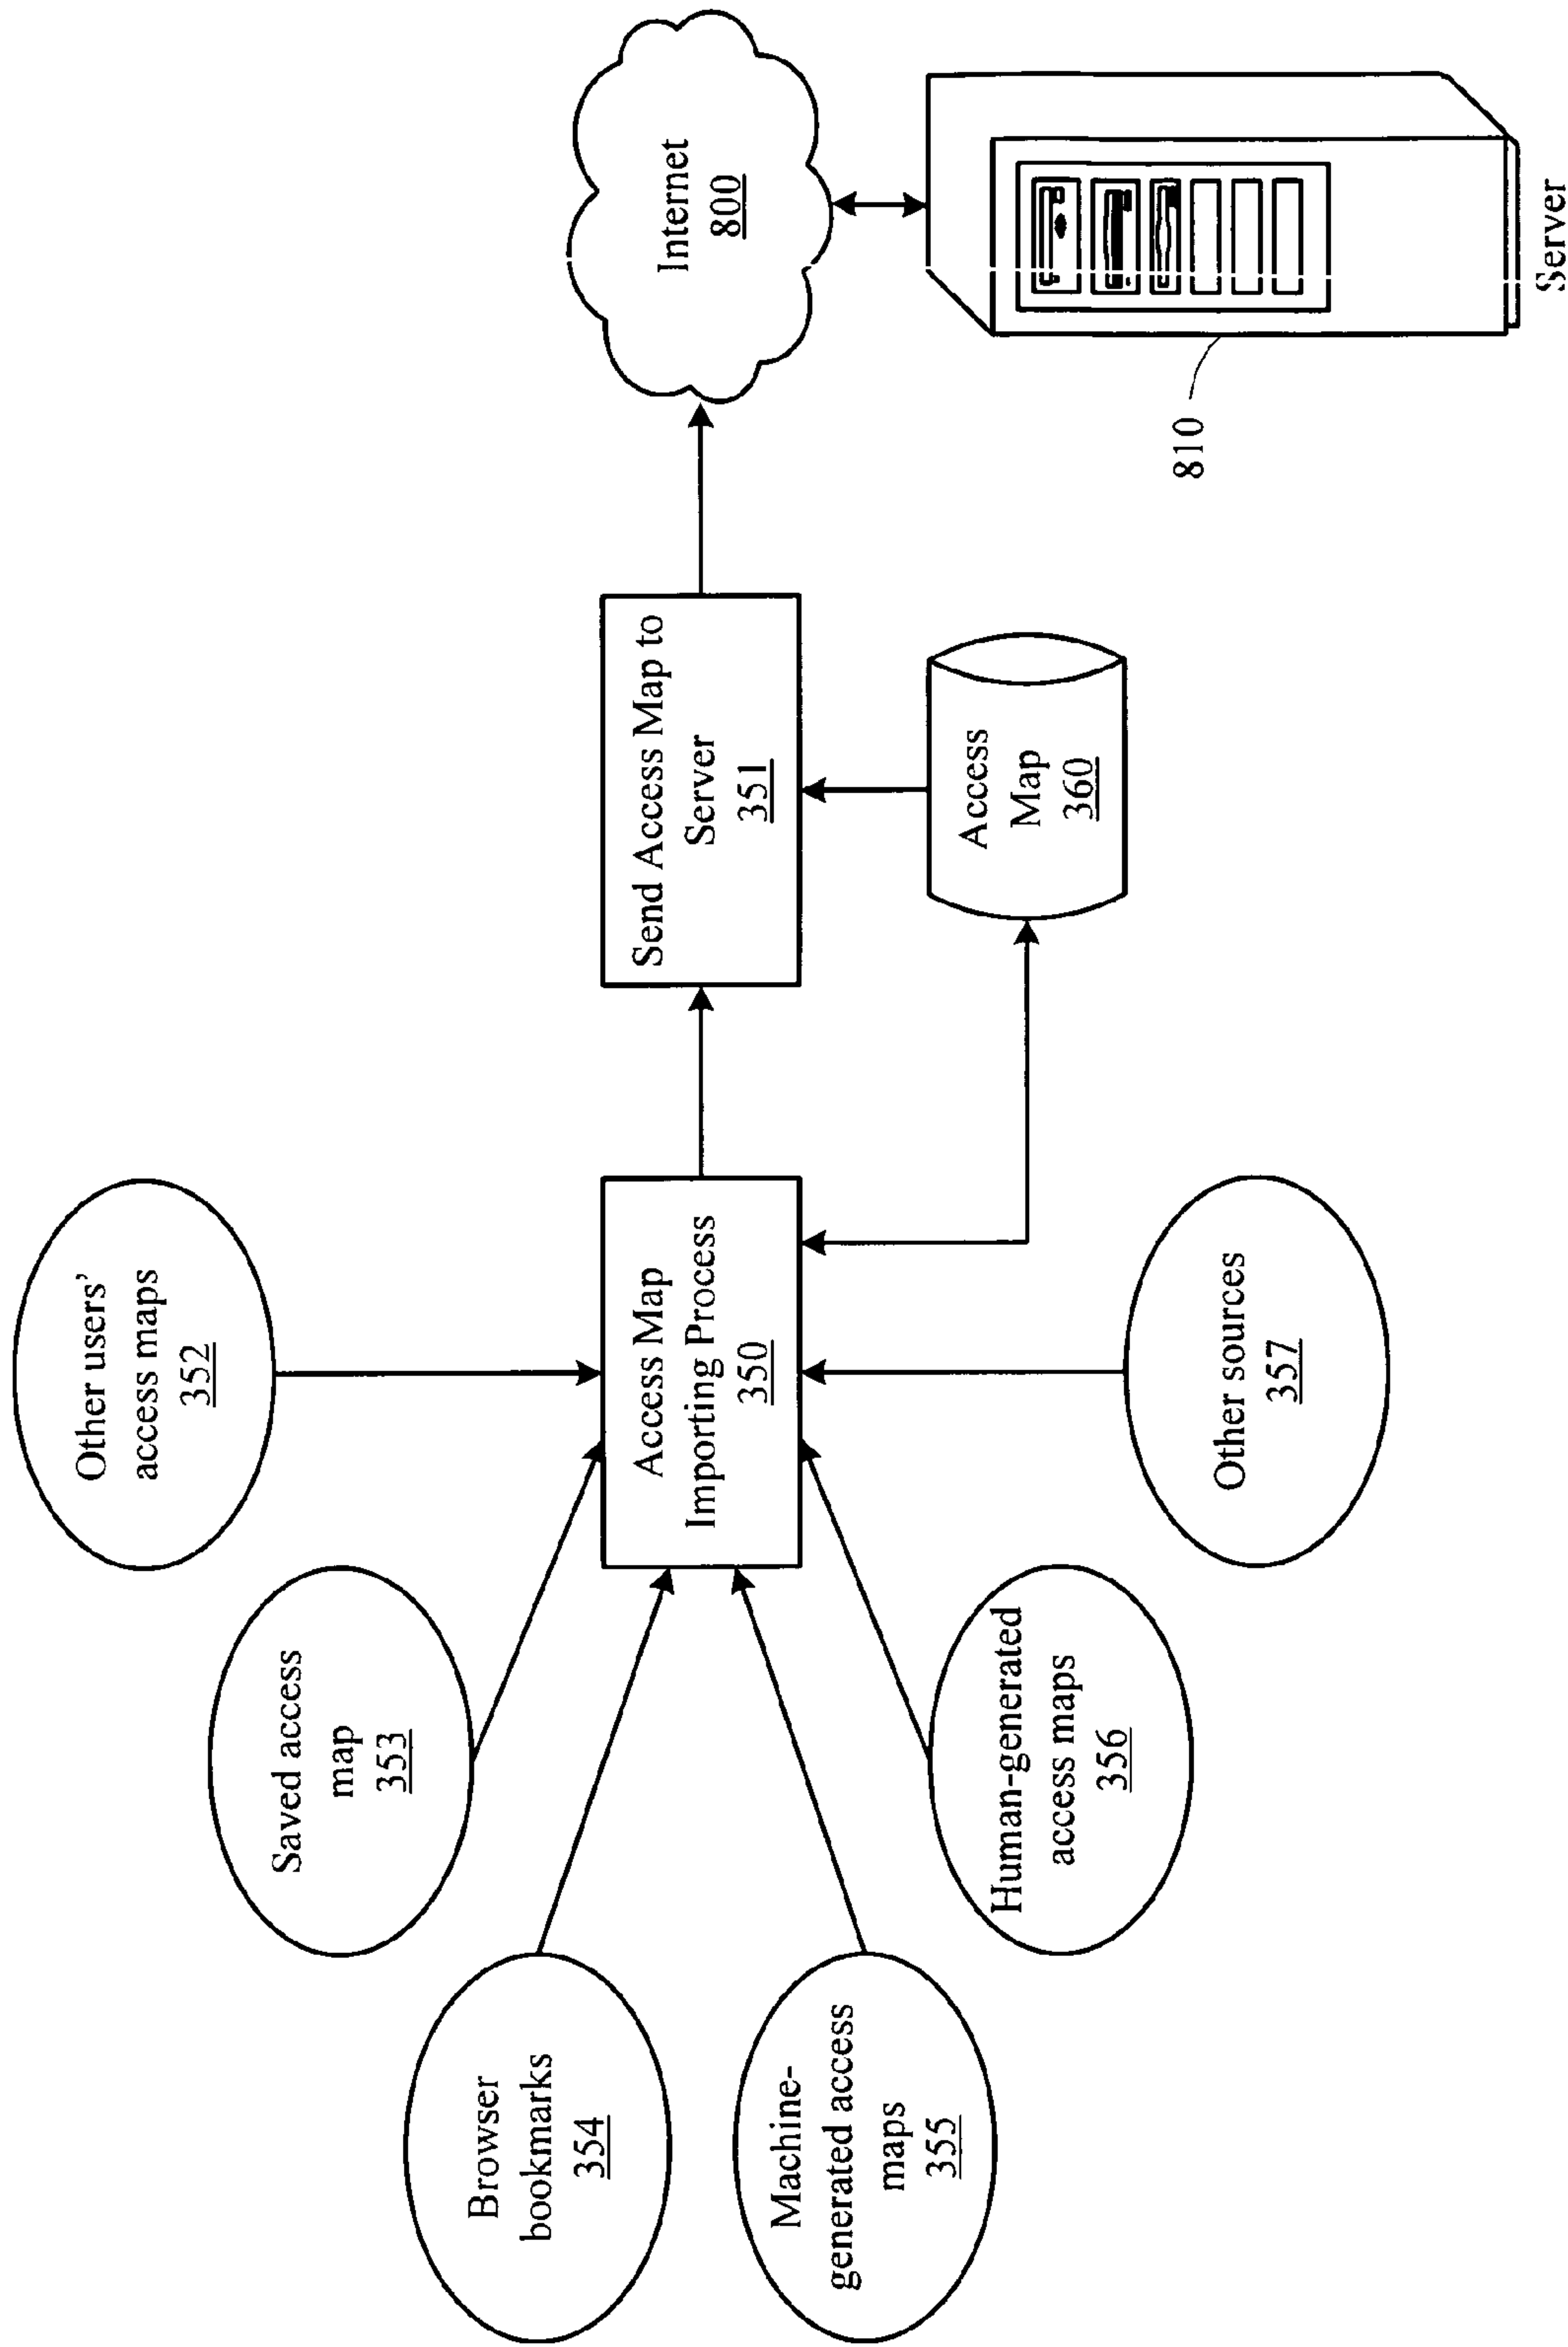 Other users'
access maps
352
Saved access
map
353
Browser
bookmarks
354
Machine-
generated access
maps
355
Human-generated
access maps
356
Other sources
357
Access Map
Importing Process
350
Send Access Map to
Server
351
Access
Map
360
Internet
800
810
Server